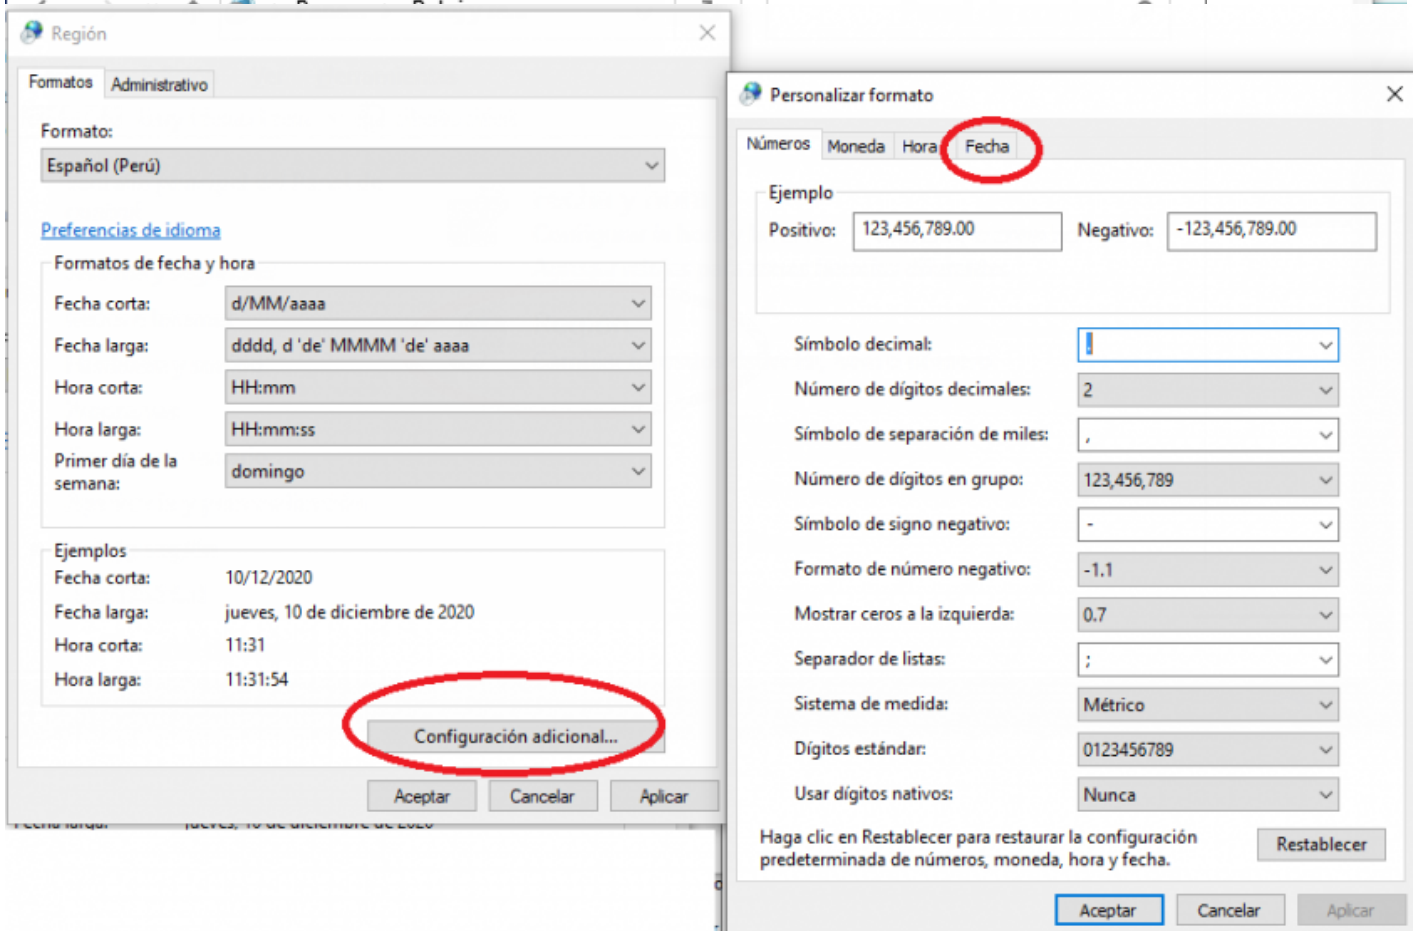 Región
Formatos Administrativo
Formato:
Español (Perú)
Preferencias de idioma
Formatos de fecha y hora
Fecha corta: d/MM/aaaa
Fecha larga: dddd, d 'de' MMMM 'de' aaaa
Hora corta: HH:mm
Hora larga: HH:mm:ss
Primer día de la
semana: domingo
Ejemplos
Fecha corta: 10/12/2020
Fecha larga: jueves, 10 de diciembre de 2020
Hora corta: 11:31
Hora larga: 11:31:54
Configuración adicional...
Aceptar Cancelar Aplicar
Personalizar formato
Números Moneda Hora Fecha
Ejemplo
Positivo: 123,456,789.00 Negativo: -123,456,789.00
Símbolo decimal: .
Número de dígitos decimales: 2
Símbolo de separación de miles: ,
Número de dígitos en grupo: 123,456,789
Símbolo de signo negativo: -
Formato de número negativo: -1.1
Mostrar ceros a la izquierda: 0.7
Separador de listas: ;
Sistema de medida: Métrico
Dígitos estándar: 0123456789
Usar dígitos nativos: Nunca
Haga clic en Restablecer para restaurar la configuración
predeterminada de números, moneda, hora y fecha.
Restablecer
Aceptar Cancelar Aplicar